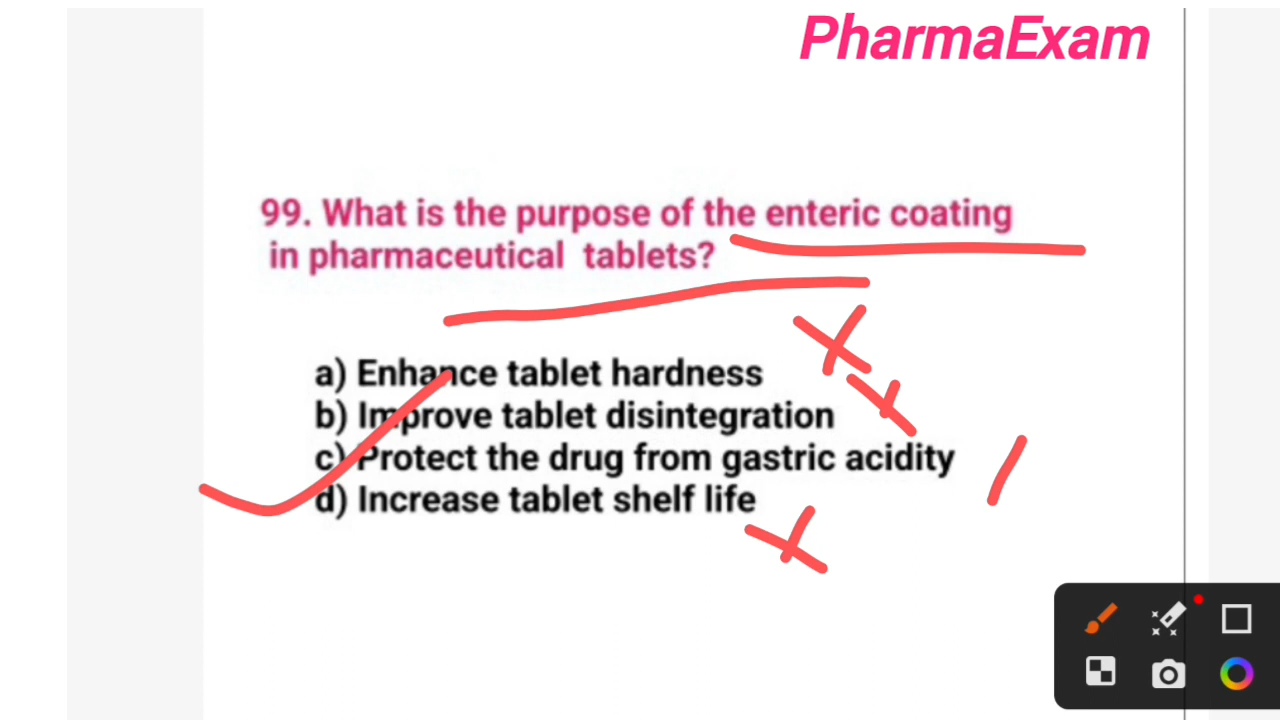 PharmaExam
99. What is the purpose of the enteric coating
in pharmaceutical tablets?
a) Enhance tablet hardness
b) Improve tablet disintegration
c) Protect the drug from gastric acidity
d) Increase tablet shelf life